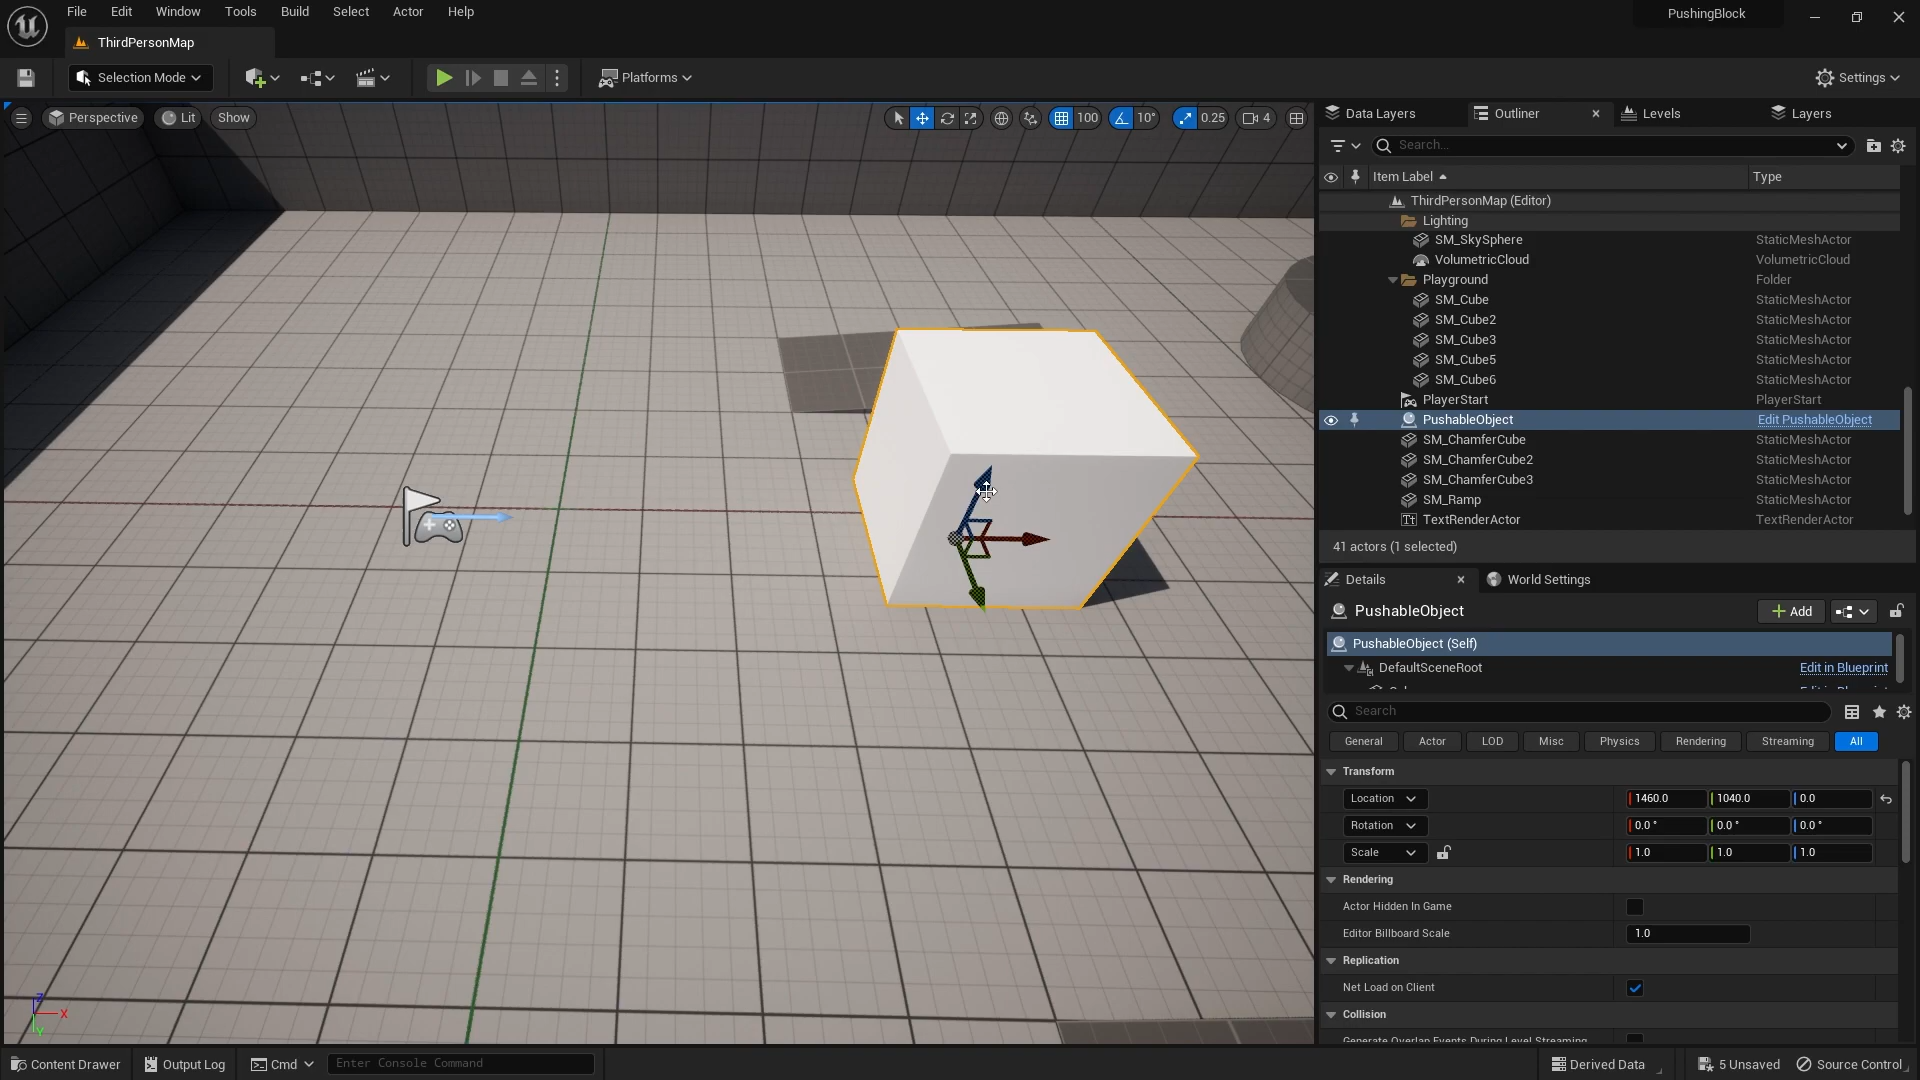 File Edit Window Tools Build Select Actor Help
PushingBlock
ThirdPersonMap
Selection Mode
Platforms
Settings
Perspective Lit Show
100 10° 0.25 4
Data Layers Outliner Levels Layers
Search...
Item Label Type
ThirdPersonMap (Editor)
Lighting
SM_SkySphere StaticMeshActor
VolumetricCloud VolumetricCloud
Playground Folder
SM_Cube StaticMeshActor
SM_Cube2 StaticMeshActor
SM_Cube3 StaticMeshActor
SM_Cube5 StaticMeshActor
SM_Cube6 StaticMeshActor
PlayerStart PlayerStart
PushableObject Edit PushableObject
SM_ChamferCube StaticMeshActor
SM_ChamferCube2 StaticMeshActor
SM_ChamferCube3 StaticMeshActor
SM_Ramp StaticMeshActor
Tt TextRenderActor TextRenderActor
41 actors (1 selected)
Details World Settings
PushableObject
Add
PushableObject (Self)
DefaultSceneRoot Edit in Blueprint
Search
General Actor LOD Misc Physics Rendering Streaming All
Transform
Location 1460.0 1040.0 0.0
Rotation 0.0 ° 0.0 ° 0.0 °
Scale 1.0 1.0 1.0
Rendering
Actor Hidden In Game
Editor Billboard Scale 1.0
Replication
Net Load on Client
Collision
Generate Overlap Events During Level Streaming
Z
X
Y
Content Drawer Output Log Cmd Enter Console Command
Derived Data 5 Unsaved Source Control